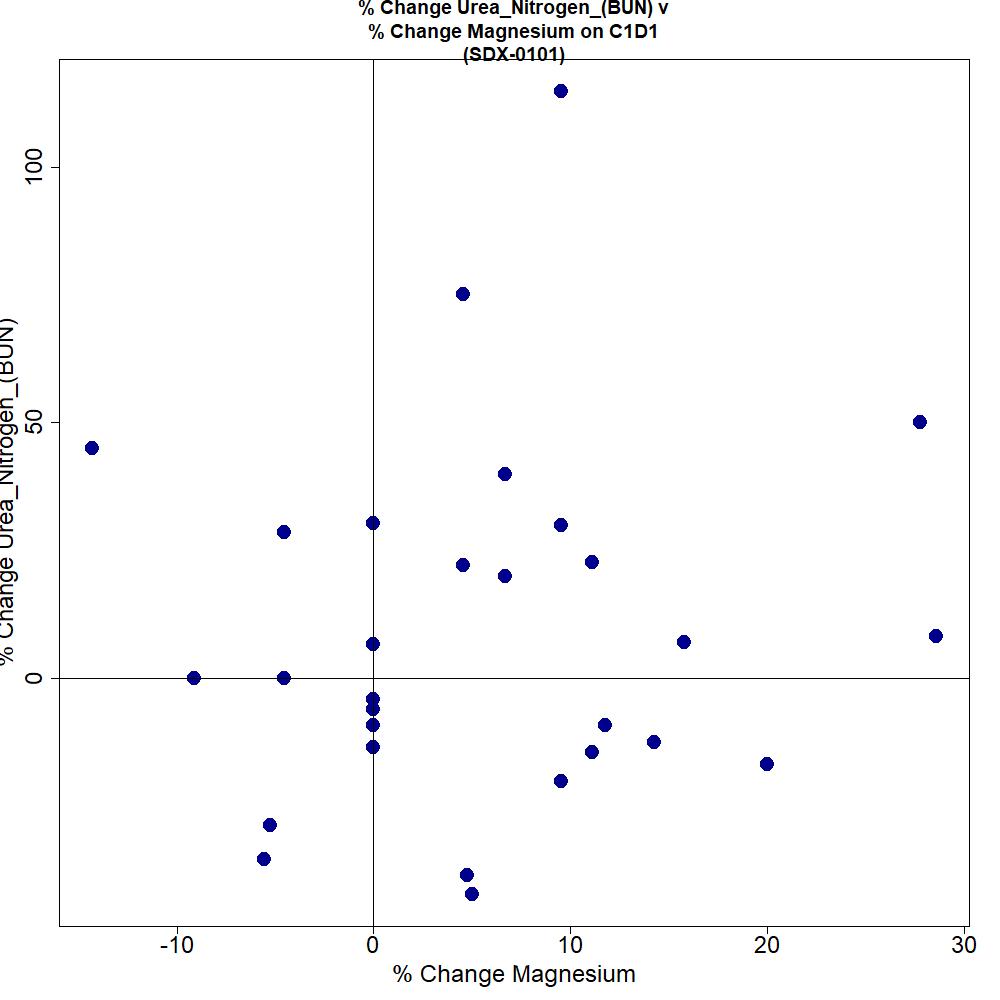 % Change Urea_Nitrogen_(BUN) v
% Change Magnesium on C1D1
(SDX-0101)
% Change Urea_Nitrogen_(BUN)
100
50
0
-10
0
10
20
30
% Change Magnesium